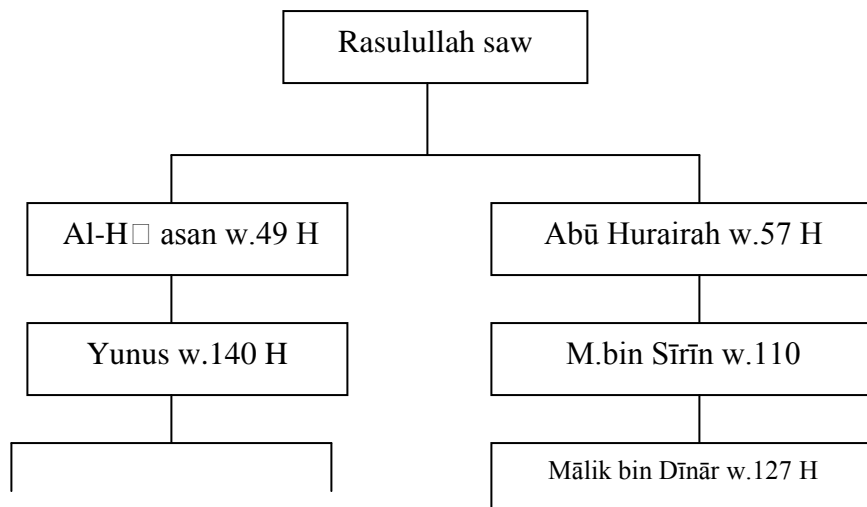 Rasulullah saw
Al-H□ asan w.49 H
Abū Hurairah w.57 H
Yunus w.140 H
M.bin Sīrīn w.110
Mālik bin Dīnār w.127 H